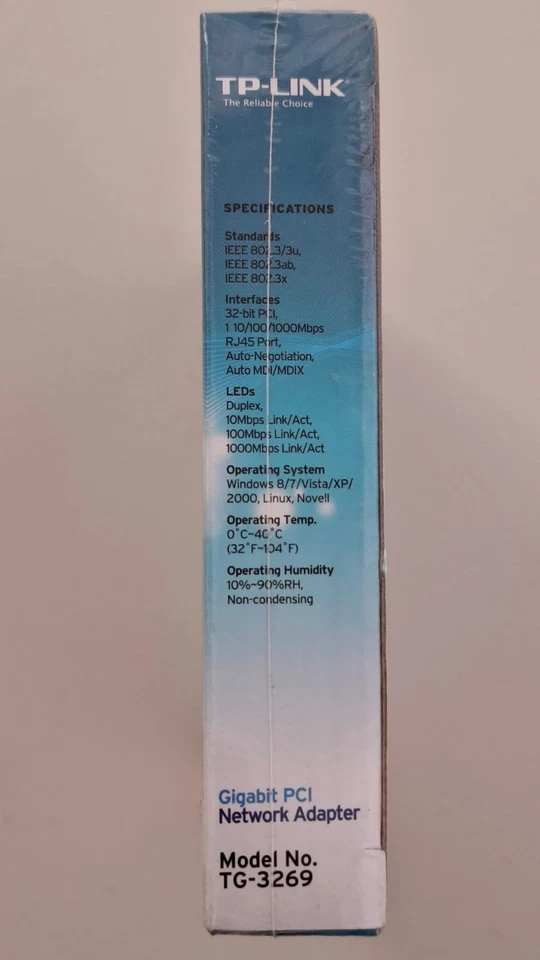 TP-LINK®
The Reliable Choice
SPECIFICATIONS
Standards
IEEE 802.3/3u,
IEEE 802.3ab,
IEEE 802.3x
Interfaces
32-bit PCI,
1 10/100/1000Mbps
RJ45 Port,
Auto-Negotiation,
Auto MDI/MDIX
LEDs
Duplex,
10Mbps Link/Act,
100Mbps Link/Act,
1000Mbps Link/Act
Operating System
Windows 8/7/Vista/XP/
2000, Linux, Novell
Operating Temp.
0˚C~40˚C
(32˚F~104˚F)
Operating Humidity
10%~90%RH,
Non-condensing
Gigabit PCI
Network Adapter
Model No.
TG-3269